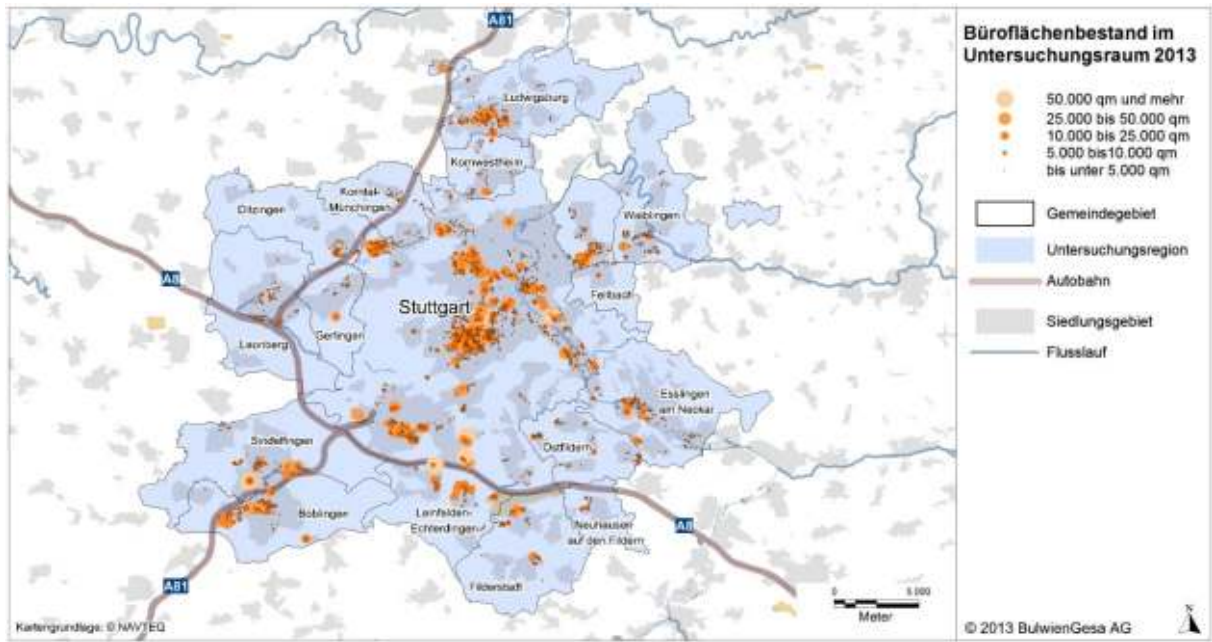 A81
Büroflächenbestand im
Untersuchungsraum 2013
50.000 qm und mehr
25.000 bis 50.000 qm
10.000 bis 25.000 qm
5.000 bis10.000 qm
bis unter 5.000 qm
Gemeindegebiet
Untersuchungsregion
Autobahn
Siedlungsgebiet
Flusslauf
Ludwigsburg
Kornwestheim
Korntal-
Münchingen
Ditzingen
Waiblingen
A8
Fellbach
Stuttgart
Gerlingen
Leonberg
Esslingen
am Neckar
Sindelfingen
Ostfildern
Böblingen
Leinfelden-
Echterdingen
Neuhausen
auf den Fildern
A8
Filderstadt
A81
0 5 000
Meter
N
Kartengrundlage: © NAVTEQ
© 2013 BulwienGesa AG